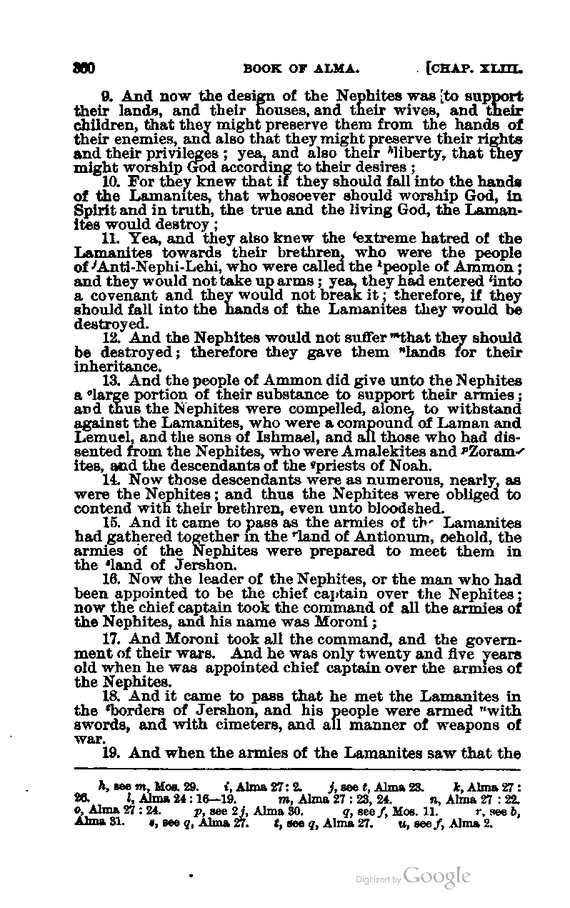 360 BOOK OF ALMA. [CHAP. XLIII.
9. And now the design of the Nephites was to support
their lands, and their houses, and their wives, and their
children, that they might preserve them from the hands of
their enemies, and also that they might preserve their rights
and their privileges; yea, and also their ʰliberty, that they
might worship God according to their desires;
10. For they knew that if they should fall into the hands
of the Lamanites, that whosoever should worship God, in
Spirit and in truth, the true and the living God, the Laman-
ites would destroy;
11. Yea, and they also knew the ⁱextreme hatred of the
Lamanites towards their brethren, who were the people
of ʲAnti-Nephi-Lehi, who were called the ᵏpeople of Ammon;
and they would not take up arms; yea, they had entered ˡinto
a covenant and they would not break it; therefore, if they
should fall into the hands of the Lamanites they would be
destroyed.
12. And the Nephites would not suffer ᵐthat they should
be destroyed; therefore they gave them ⁿlands for their
inheritance.
13. And the people of Ammon did give unto the Nephites
a ᵒlarge portion of their substance to support their armies;
and thus the Nephites were compelled, alone, to withstand
against the Lamanites, who were a compound of Laman and
Lemuel, and the sons of Ishmael, and all those who had dis-
sented from the Nephites, who were Amalekites and ᵖZoram-
ites, and the descendants of the qpriests of Noah.
14. Now those descendants were as numerous, nearly, as
were the Nephites; and thus the Nephites were obliged to
contend with their brethren, even unto bloodshed.
15. And it came to pass as the armies of the Lamanites
had gathered together in the ʳland of Antionum, behold, the
armies of the Nephites were prepared to meet them in
the ˢland of Jershon.
16. Now the leader of the Nephites, or the man who had
been appointed to be the chief captain over the Nephites;
now the chief captain took the command of all the armies of
the Nephites, and his name was Moroni;
17. And Moroni took all the command, and the govern-
ment of their wars. And he was only twenty and five years
old when he was appointed chief captain over the armies of
the Nephites.
18. And it came to pass that he met the Lamanites in
the ᵗborders of Jershon, and his people were armed ᵘwith
swords, and with cimeters, and all manner of weapons of
war.
19. And when the armies of the Lamanites saw that the
h, see m, Mos. 29. i, Alma 27: 2. j, see t, Alma 23. k, Alma 27:
26. l, Alma 24: 16—19. m, Alma 27: 23, 24. n, Alma 27: 22.
o, Alma 27: 24. p, see 2j, Alma 30. q, see f, Mos. 11. r, see b,
Alma 31. s, see q, Alma 27. t, see q, Alma 27. u, see f, Alma 2.
Digitized by Google